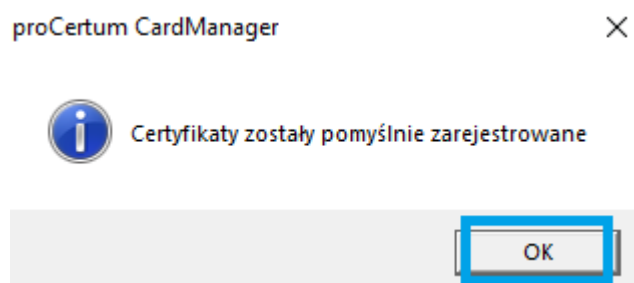 proCertum CardManager
Certyfikaty zostały pomyślnie zarejestrowane
OK